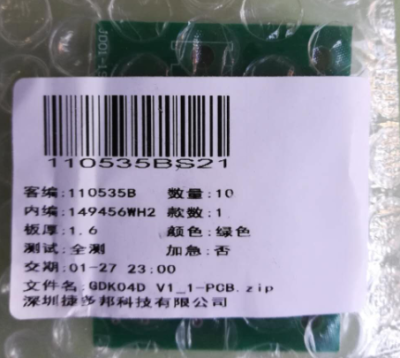 110535BS21
客编:110535B 数量:10
内编:149456WH2 款数:1
板厚:1.6 颜色:绿色
测试:全测 加急:否
交期:01-27 23:00
文件名:GDK04D V1_1-PCB.zip
深圳捷多邦科技有限公司